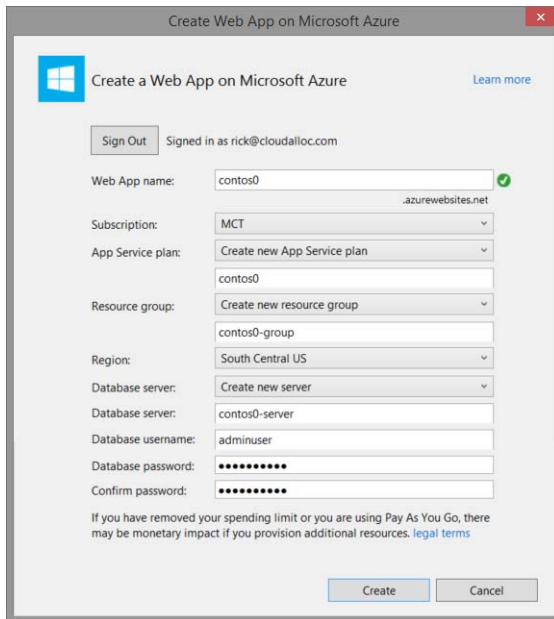 Create Web App on Microsoft Azure
Create a Web App on Microsoft Azure
Learn more
Sign Out Signed in as rick@cloudalloc.com
Web App name: contos0
.azurewebsites.net
Subscription: MCT
App Service plan: Create new App Service plan
contos0
Resource group: Create new resource group
contos0-group
Region: South Central US
Database server: Create new server
Database server: contos0-server
Database username: adminuser
Database password: ●●●●●●●●●●
Confirm password: ●●●●●●●●●●
If you have removed your spending limit or you are using Pay As You Go, there
may be monetary impact if you provision additional resources. legal terms
Create Cancel